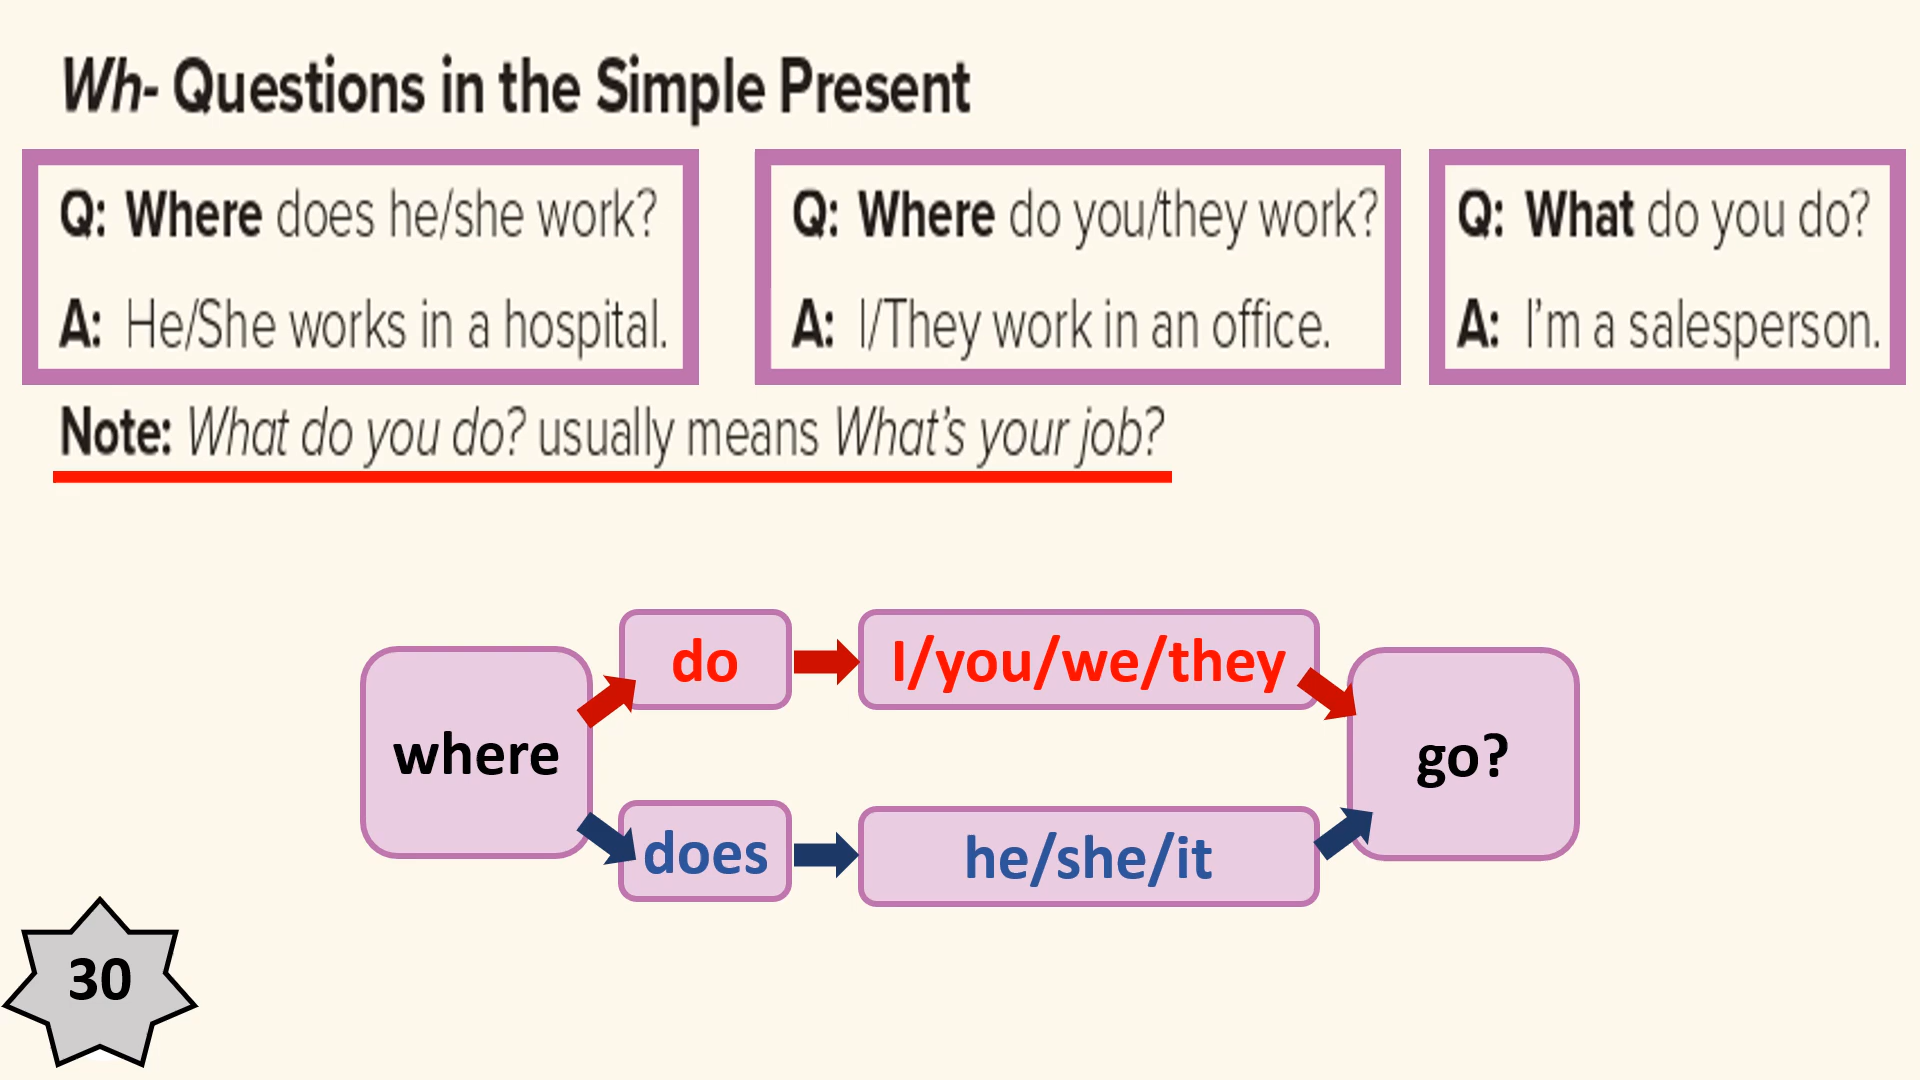 Wh- Questions in the Simple Present
Q: Where does he/she work?
A: He/She works in a hospital.
Q: Where do you/they work?
A: I/They work in an office.
Q: What do you do?
A: I'm a salesperson.
Note: What do you do? usually means What's your job?
where
do
I/you/we/they
does
he/she/it
go?
30